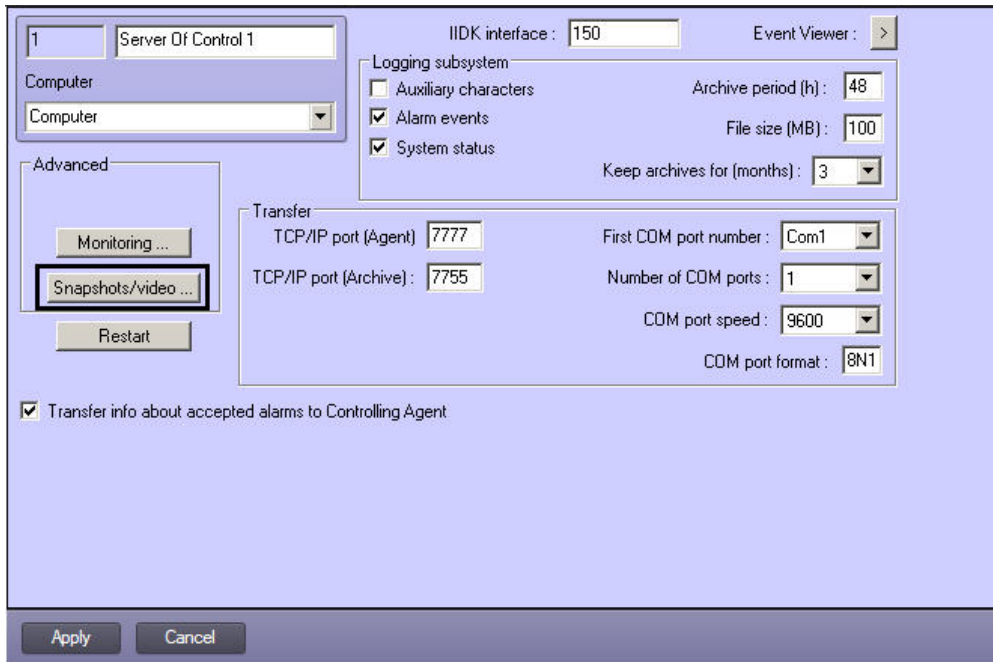 1 Server Of Control 1
Computer
Computer
IIDK interface : 150
Event Viewer : >
Logging subsystem
Auxiliary characters
Alarm events
System status
Archive period (h) : 48
File size (MB) : 100
Keep archives for (months) : 3
Advanced
Monitoring ...
Snapshots/video ...
Restart
Transfer
TCP/IP port (Agent) 7777
TCP/IP port (Archive) : 7755
First COM port number : Com1
Number of COM ports : 1
COM port speed : 9600
COM port format : 8N1
Transfer info about accepted alarms to Controlling Agent
Apply Cancel